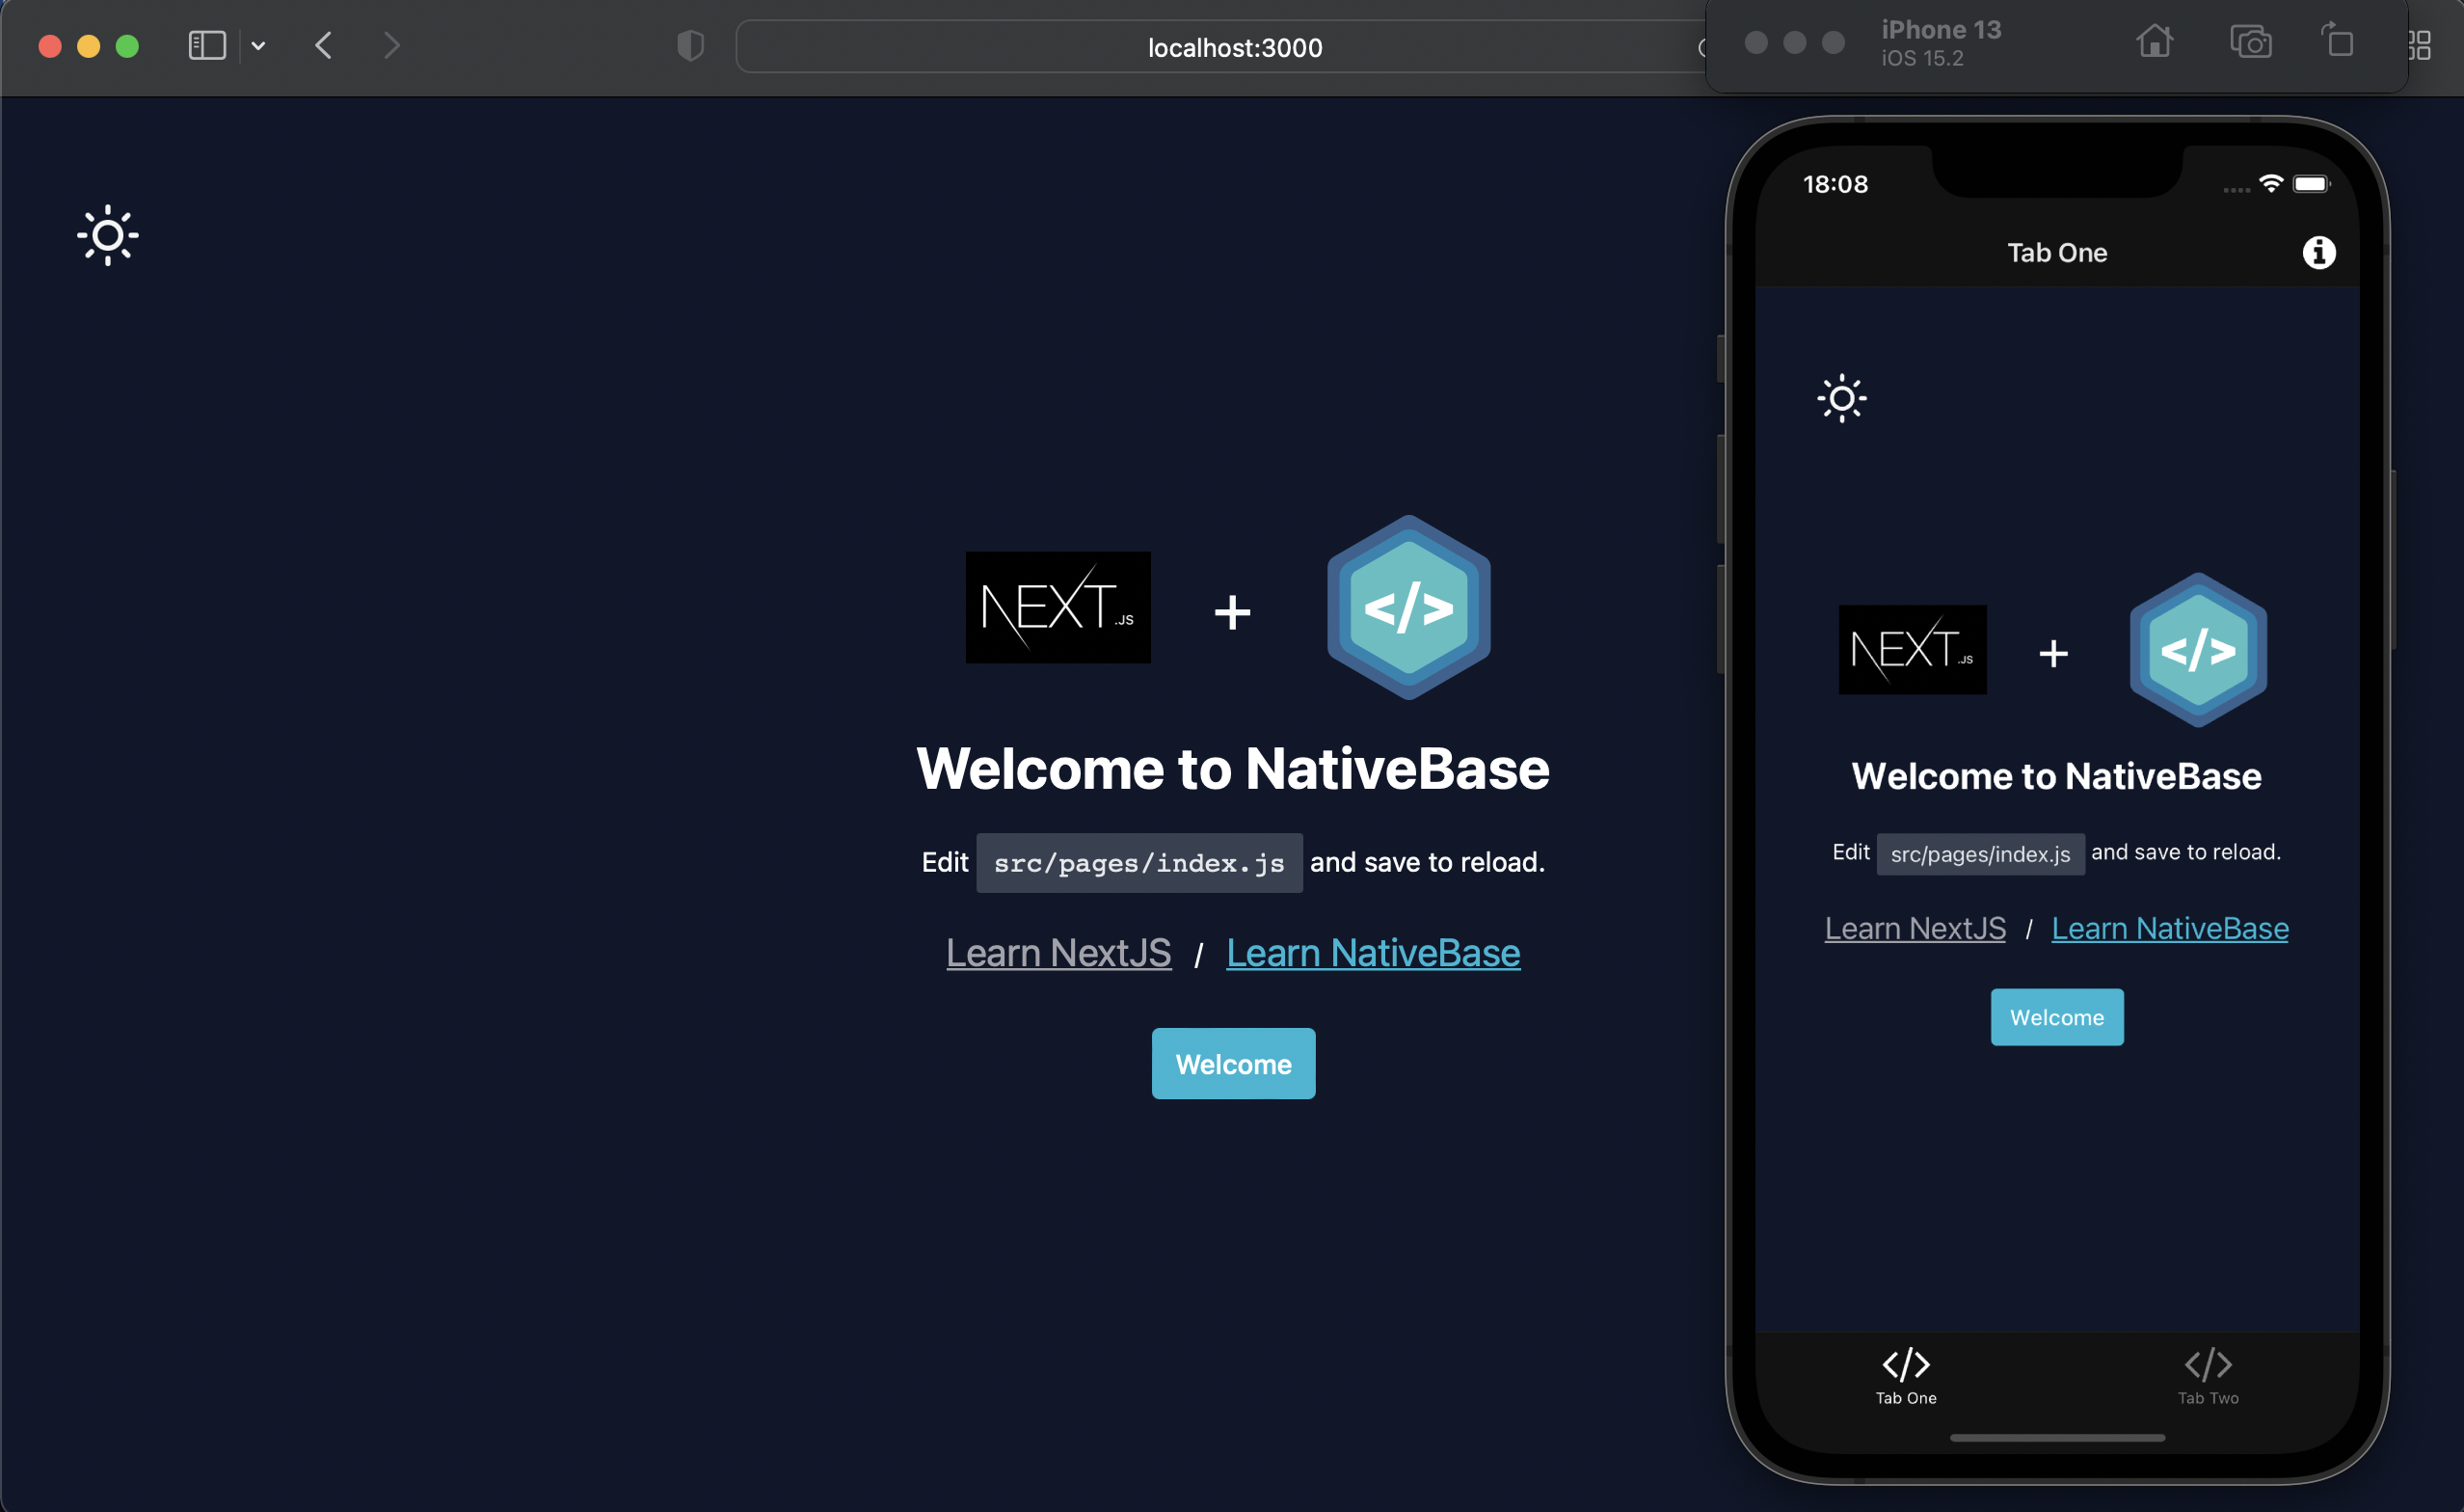 localhost:3000
NEXT.JS
+
</>
Welcome to NativeBase
Edit src/pages/index.js and save to reload.
Learn NextJS / Learn NativeBase
Welcome
iPhone 13
iOS 15.2
18:08
Tab One
NEXT.JS
+
</>
Welcome to NativeBase
Edit src/pages/index.js and save to reload.
Learn NextJS / Learn NativeBase
Welcome
</> </>
Tab One Tab Two